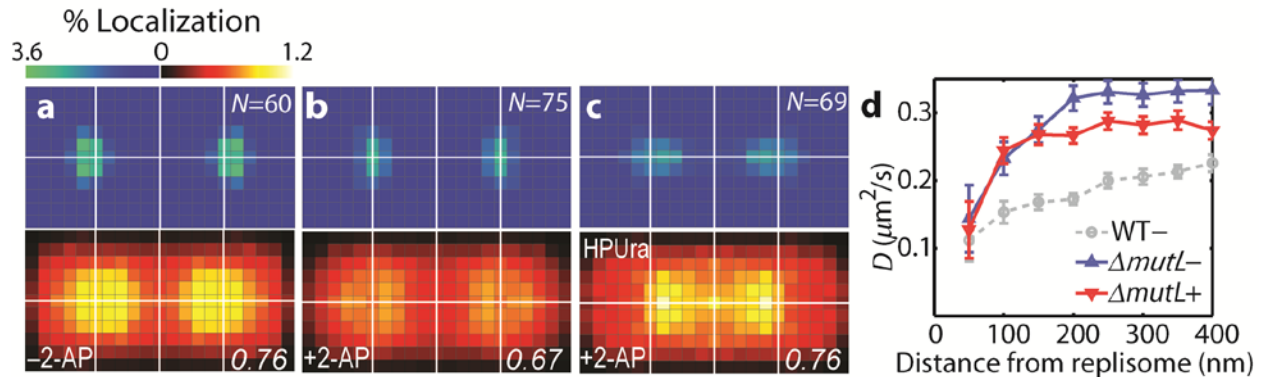 % Localization
3.6 0 1.2
a N=60
b N=75
c N=69
−2-AP 0.76
+2-AP 0.67
HPUra
+2-AP 0.76
d
D (μm²/s)
0.3
0.2
0.1
WT−
ΔmutL−
ΔmutL+
0 100 200 300 400
Distance from replisome (nm)